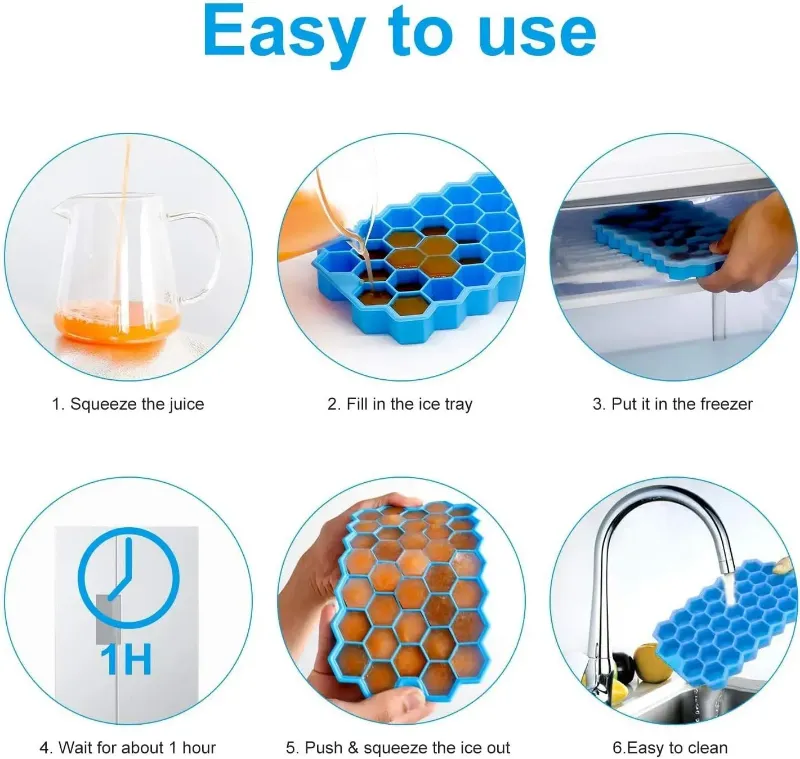 Easy to use
1. Squeeze the juice
2. Fill in the ice tray
3. Put it in the freezer
1H
4. Wait for about 1 hour
5. Push & squeeze the ice out
6.Easy to clean